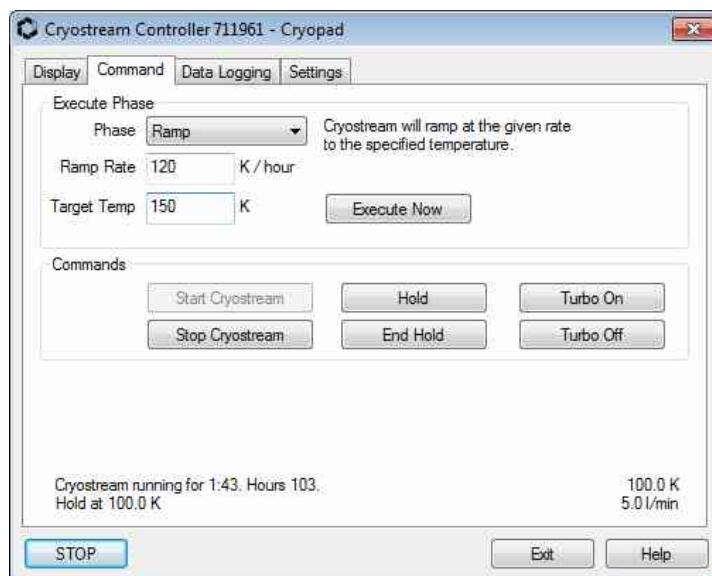 Cryostream Controller 711961 - Cryopad
Display Command Data Logging Settings
Execute Phase
Phase Ramp Cryostream will ramp at the given rate
to the specified temperature.
Ramp Rate 120 K / hour
Target Temp 150 K Execute Now
Commands
Start Cryostream Hold Turbo On
Stop Cryostream End Hold Turbo Off
Cryostream running for 1:43. Hours 103. 100.0 K
Hold at 100.0 K 5.0 l/min
STOP Exit Help